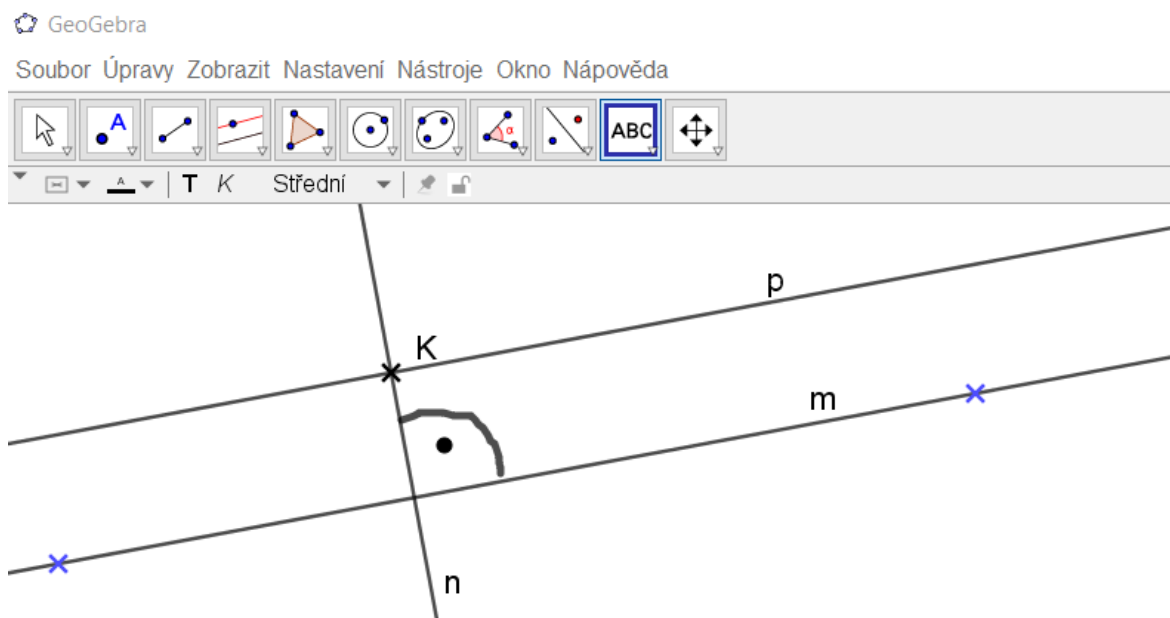 GeoGebra
Soubor Úpravy Zobrazit Nastavení Nástroje Okno Nápověda
A α ABC
A T K Střední
p
K
m
n